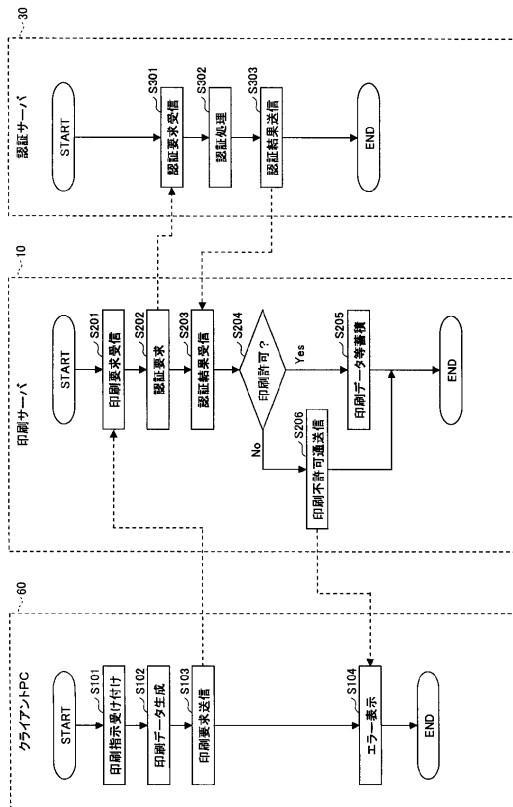 クライアントPC
60
START
S101
印刷指示受け付け
S102
印刷データ生成
S103
印刷要求送信
S104
エラー表示
END
印刷サーバ
10
START
S201
印刷要求受信
S202
認証要求
S203
認証結果受信
S204
印刷許可?
No
Yes
S206
印刷不許可通送信
S205
印刷データ等蓄積
END
認証サーバ
30
START
S301
認証要求受信
S302
認証処理
S303
認証結果送信
END